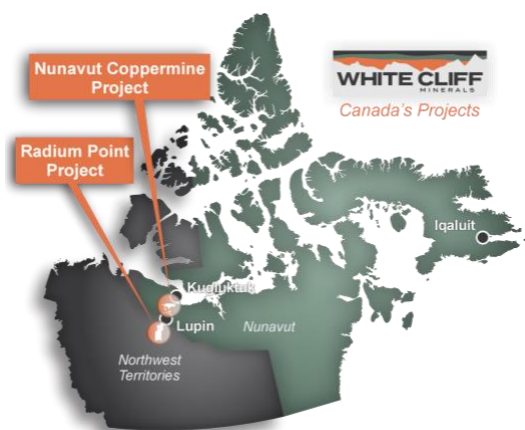 Nunavut Coppermine
Project
Radium Point
Project
WHITE CLIFF
MINERALS
Canada's Projects
Iqaluit
Kugluktuk
Lupin
Nunavut
Northwest
Territories